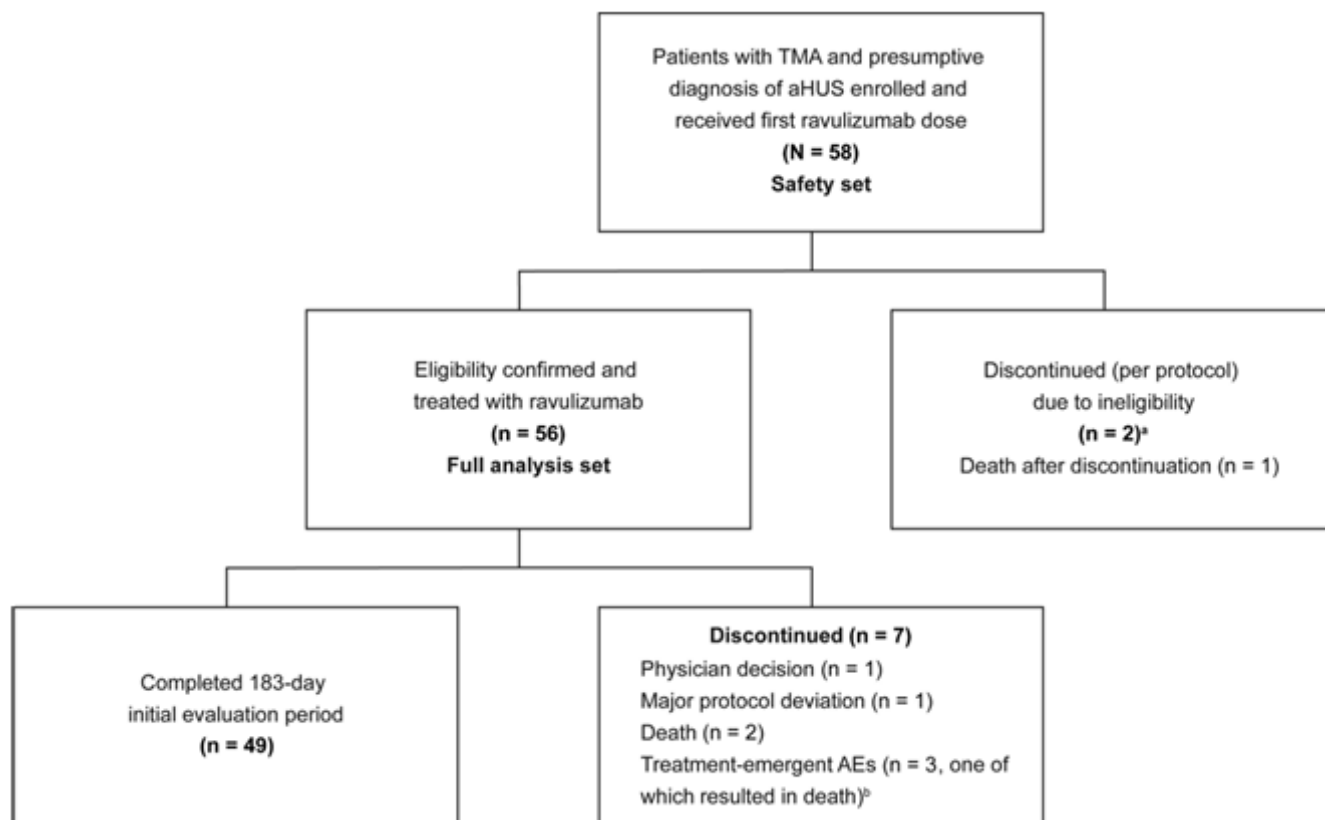 Patients with TMA and presumptive
diagnosis of aHUS enrolled and
received first ravulizumab dose
(N = 58)
Safety set
Eligibility confirmed and
treated with ravulizumab
(n = 56)
Full analysis set
Discontinued (per protocol)
due to ineligibility
(n = 2)ᵃ
Death after discontinuation (n = 1)
Completed 183-day
initial evaluation period
(n = 49)
Discontinued (n = 7)
Physician decision (n = 1)
Major protocol deviation (n = 1)
Death (n = 2)
Treatment-emergent AEs (n = 3, one of
which resulted in death)ᵇ